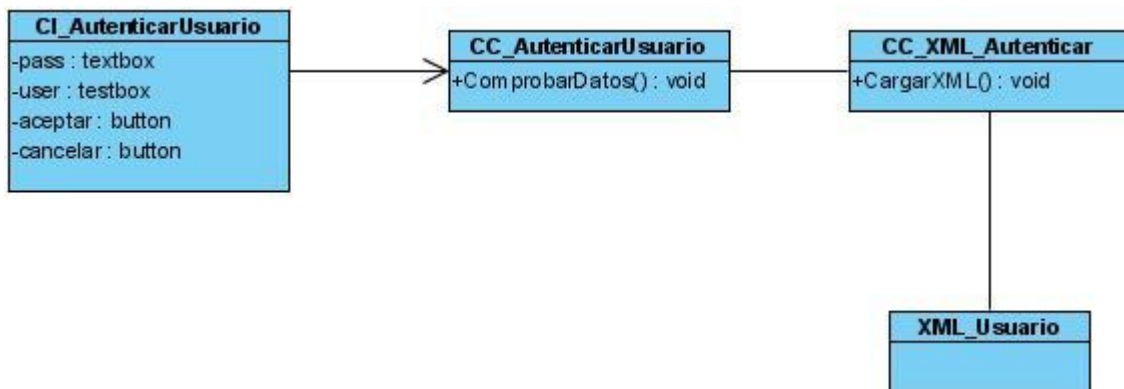 CI_AutenticarUsuario
-pass : textbox
-user : testbox
-aceptar : button
-cancelar : button
CC_AutenticarUsuario
+ComprobarDatos() : void
CC_XML_Autenticar
+CargarXML() : void
XML_Usuario